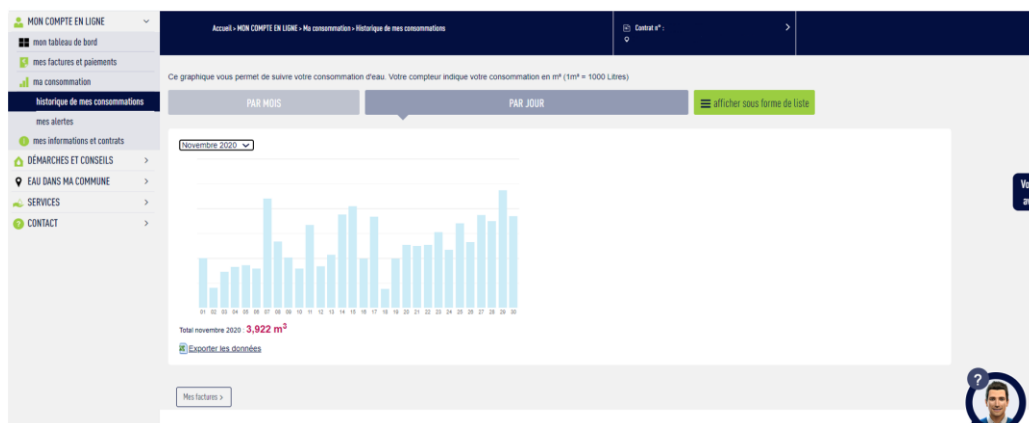 MON COMPTE EN LIGNE
mon tableau de bord
mes factures et paiements
ma consommation
historique de mes consommations
mes alertes
mes informations et contrats
DÉMARCHES ET CONSEILS
EAU DANS MA COMMUNE
SERVICES
CONTACT
Accueil > MON COMPTE EN LIGNE > Ma consommation > Historique de mes consommations
Contrat n° :
Ce graphique vous permet de suivre votre consommation d'eau. Votre compteur indique votre consommation en m³ (1m³ = 1000 Litres)
PAR MOIS
PAR JOUR
afficher sous forme de liste
Novembre 2020
01 02 03 04 05 06 07 08 09 10 11 12 13 14 15 16 17 18 19 20 21 22 23 24 25 26 27 28 29 30
Total novembre 2020 : 3,922 m³
Exporter les données
Mes factures >
Vo
?